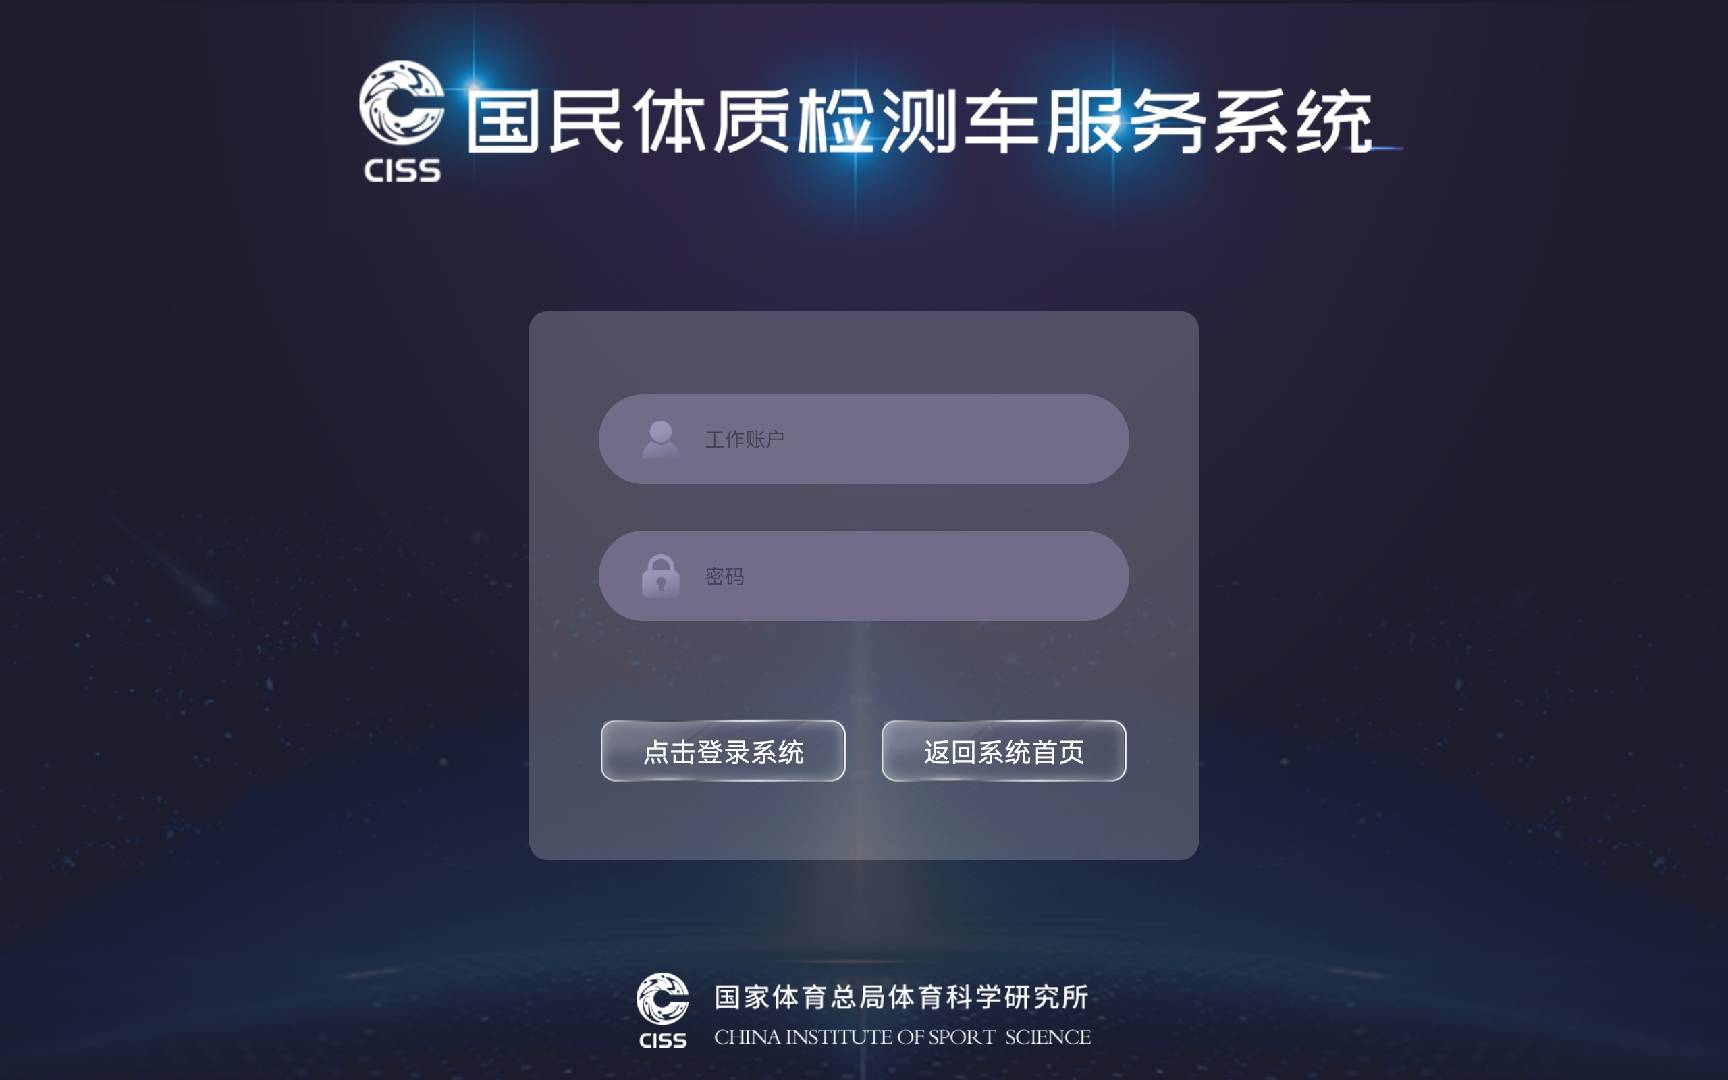 国民体质检测车服务系统
CISS
工作账户
密码
点击登录系统
返回系统首页
国家体育总局体育科学研究所
CISS
CHINA INSTITUTE OF SPORT SCIENCE